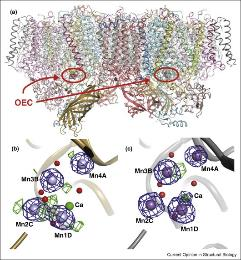 (a)
OEC
(b)
(c)
Mn3B
Mn4A
Ca
Mn2C
Mn1D
Mn3B
Mn4A
Ca
Mn2C
Mn1D
Current Opinion in Structural Biology